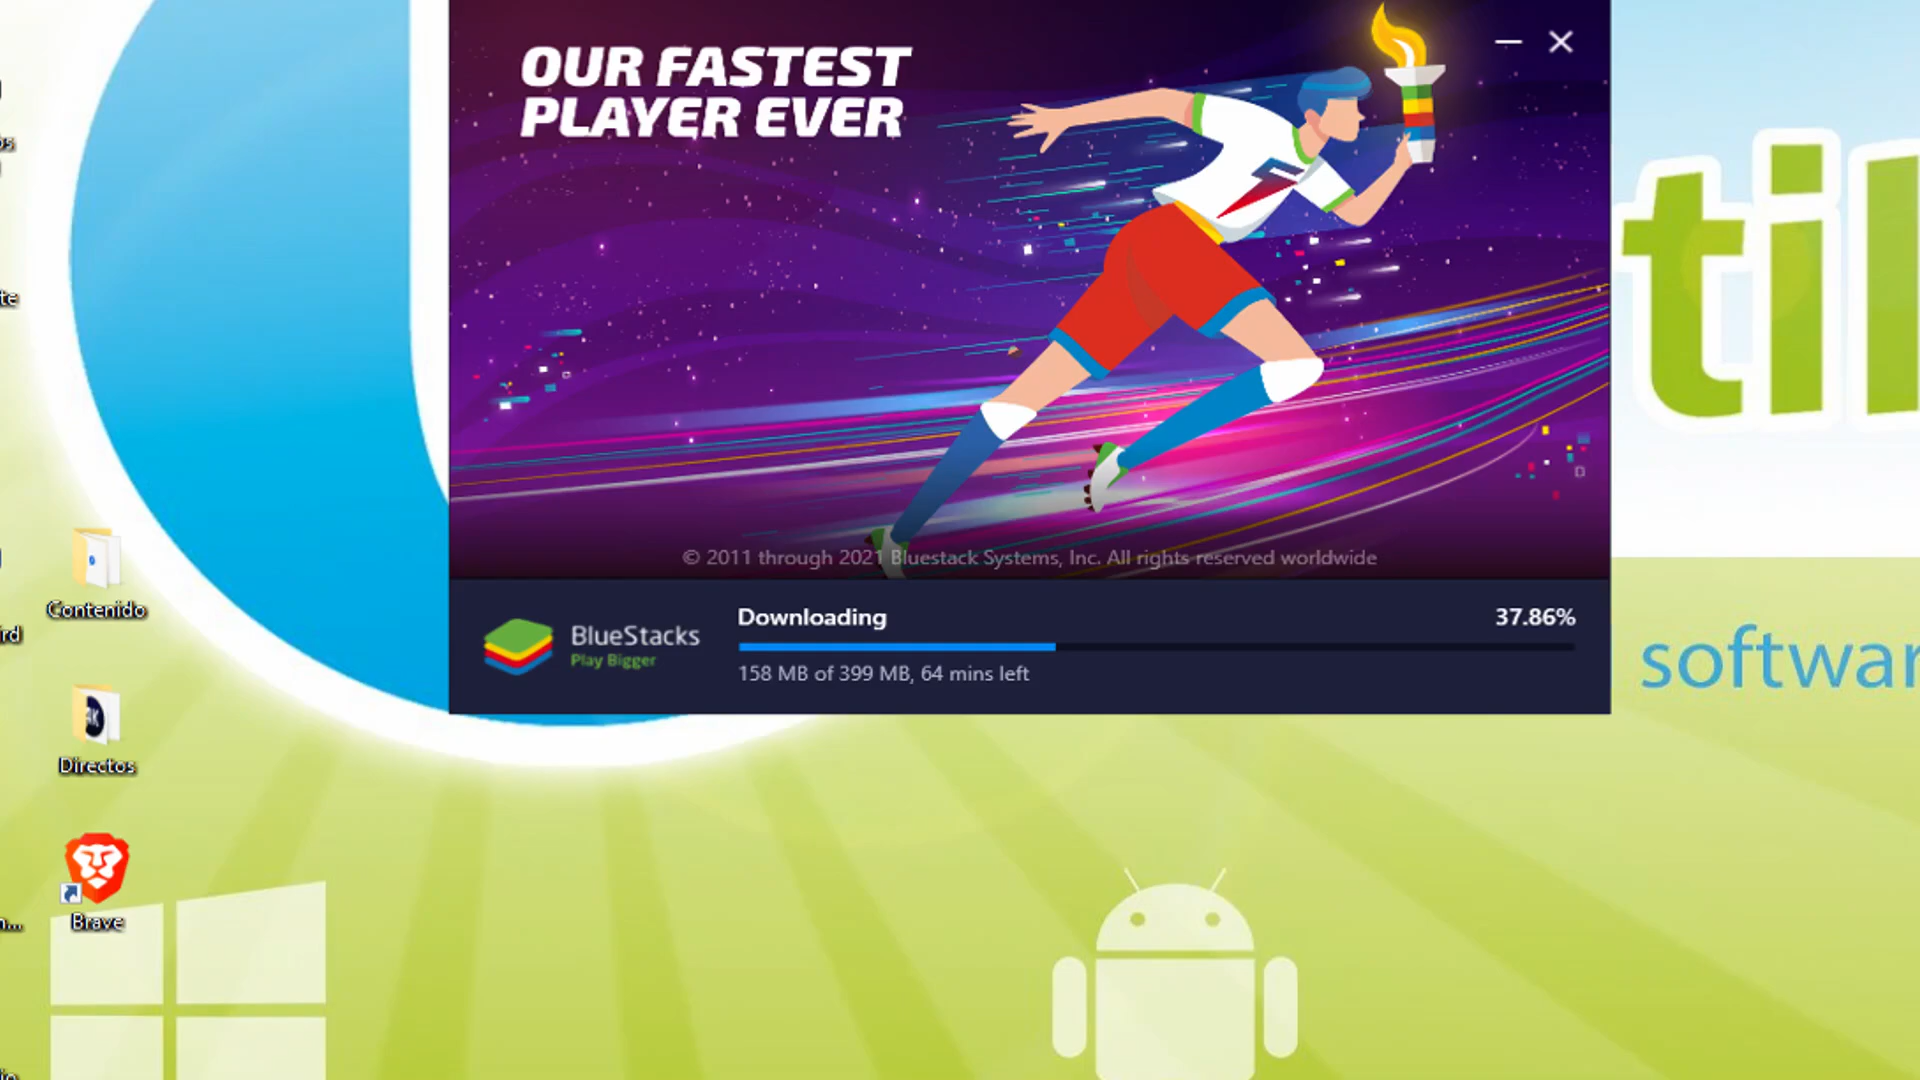 OUR FASTEST
PLAYER EVER
© 2011 through 2021 Bluestack Systems, Inc. All rights reserved worldwide
BlueStacks
Play Bigger
Downloading
37.86%
158 MB of 399 MB, 64 mins left
til
softwar
Contenido
Directos
Brave